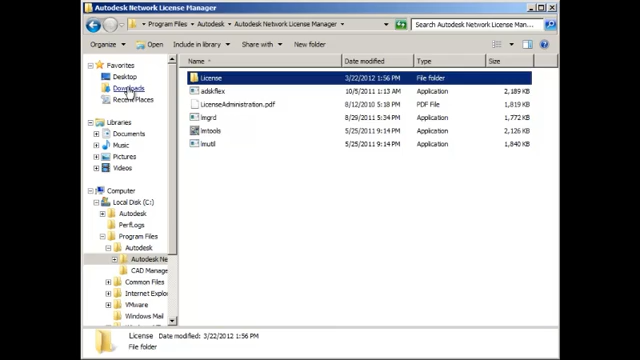 Autodesk Network License Manager
Program Files Autodesk Autodesk Network License Manager
Search Autodesk Network License Man...
Organize Open Include in library Share with New folder
Favorites
Desktop
Downloads
Recent Places
Libraries
Documents
Music
Pictures
Videos
Computer
Local Disk (C:)
Autodesk
PerfLogs
Program Files
Autodesk
Autodesk Ne
CAD Manage
Common Files
Internet Explo
VMware
Windows Mail
Name Date modified Type Size
License 3/22/2012 1:56 PM File folder
adskflex 10/5/2011 1:13 AM Application 2,189 KB
LicenseAdministration.pdf 8/12/2010 5:18 PM PDF File 1,819 KB
lmgrd 8/29/2011 5:34 PM Application 1,772 KB
lmtools 5/25/2011 9:14 PM Application 2,126 KB
lmutil 5/25/2011 9:14 PM Application 1,840 KB
License Date modified: 3/22/2012 1:56 PM
File folder